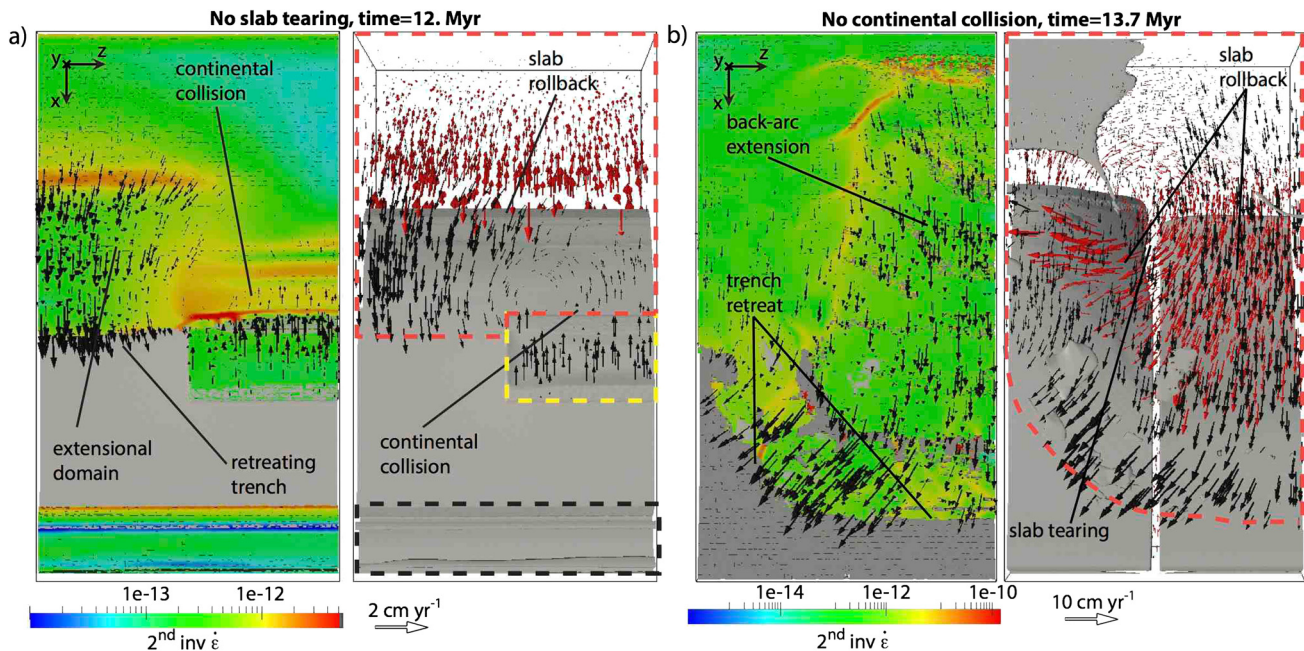 No slab tearing, time=12. Myr
a)
y
z
x
continental
collision
extensional
domain
retreating
trench
slab
rollback
continental
collision
1e-13
1e-12
2nd inv ε̇
2 cm yr-1
No continental collision, time=13.7 Myr
b)
y
z
x
back-arc
extension
trench
retreat
slab
rollback
slab tearing
1e-14
1e-12
1e-10
2nd inv ε̇
10 cm yr-1